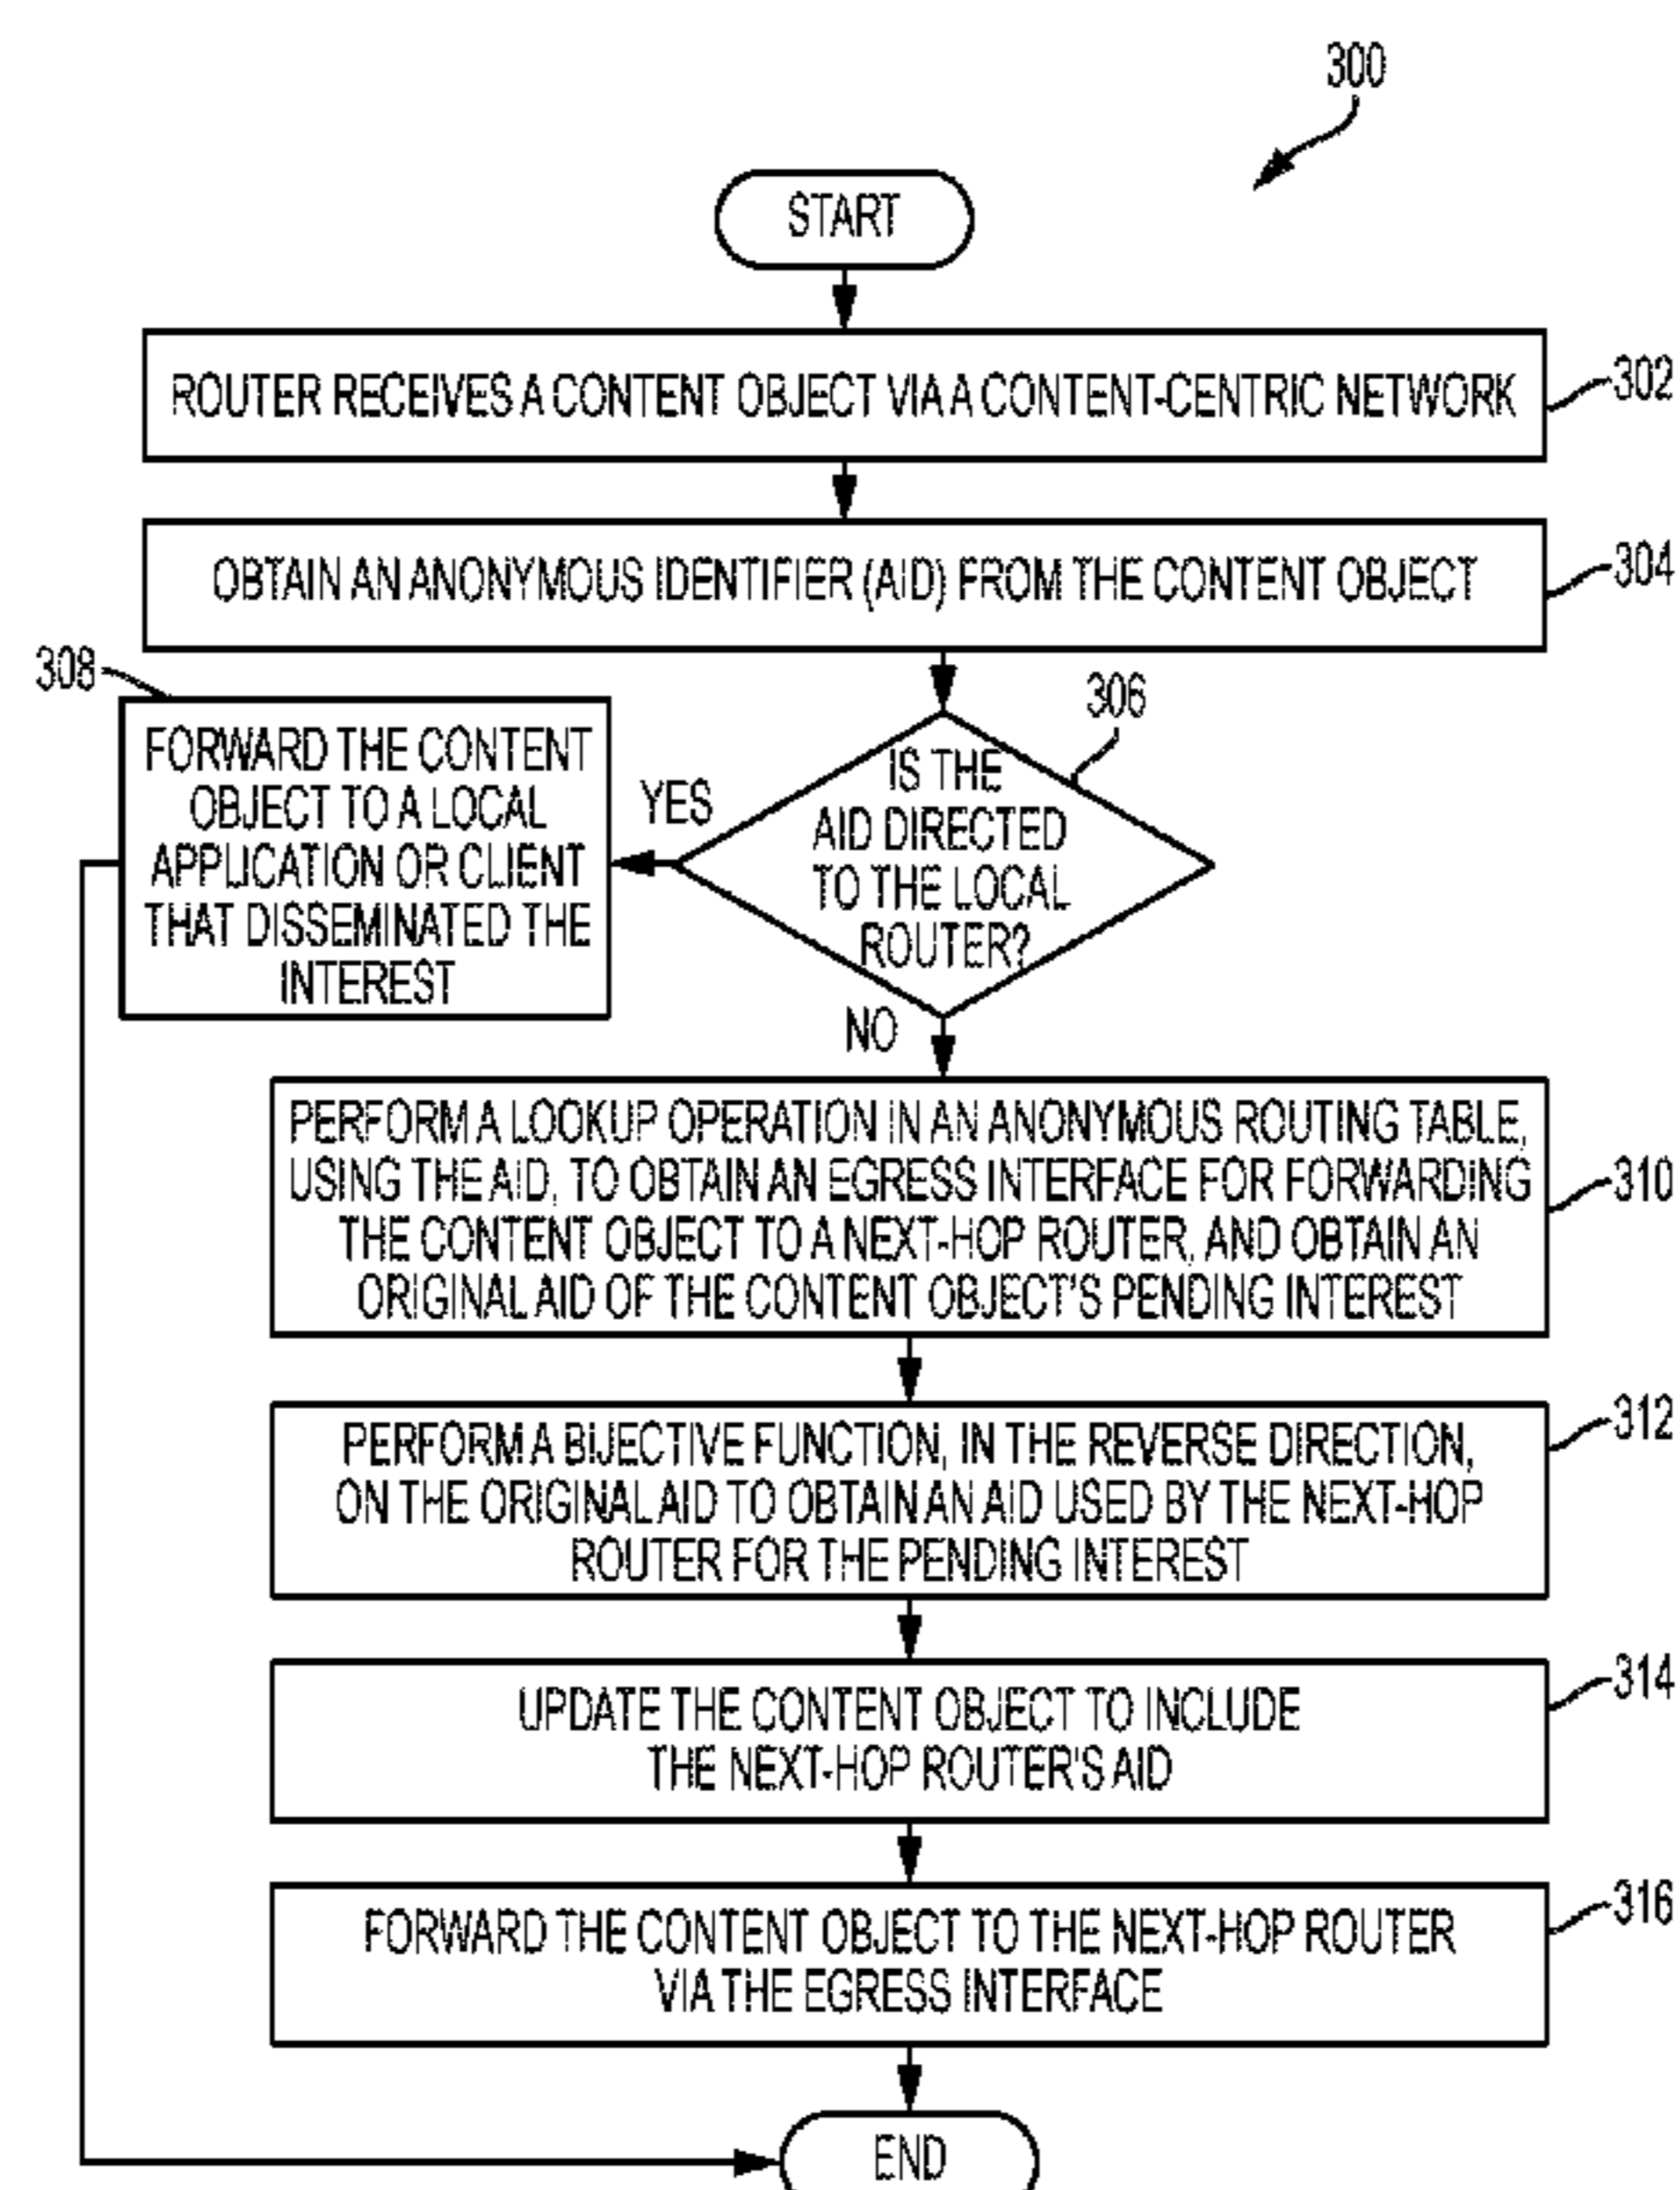 300
START
ROUTER RECEIVES A CONTENT OBJECT VIA A CONTENT-CENTRIC NETWORK
302
OBTAIN AN ANONYMOUS IDENTIFIER (AID) FROM THE CONTENT OBJECT
304
308
FORWARD THE CONTENT
OBJECT TO A LOCAL
APPLICATION OR CLIENT
THAT DISSEMINATED THE
INTEREST
YES
306
IS THE
AID DIRECTED
TO THE LOCAL
ROUTER?
NO
PERFORM A LOOKUP OPERATION IN AN ANONYMOUS ROUTING TABLE,
USING THE AID, TO OBTAIN AN EGRESS INTERFACE FOR FORWARDING
THE CONTENT OBJECT TO A NEXT-HOP ROUTER, AND OBTAIN AN
ORIGINAL AID OF THE CONTENT OBJECT'S PENDING INTEREST
310
PERFORM A BIJECTIVE FUNCTION, IN THE REVERSE DIRECTION,
ON THE ORIGINAL AID TO OBTAIN AN AID USED BY THE NEXT-HOP
ROUTER FOR THE PENDING INTEREST
312
UPDATE THE CONTENT OBJECT TO INCLUDE
THE NEXT-HOP ROUTER'S AID
314
FORWARD THE CONTENT OBJECT TO THE NEXT-HOP ROUTER
VIA THE EGRESS INTERFACE
316
END